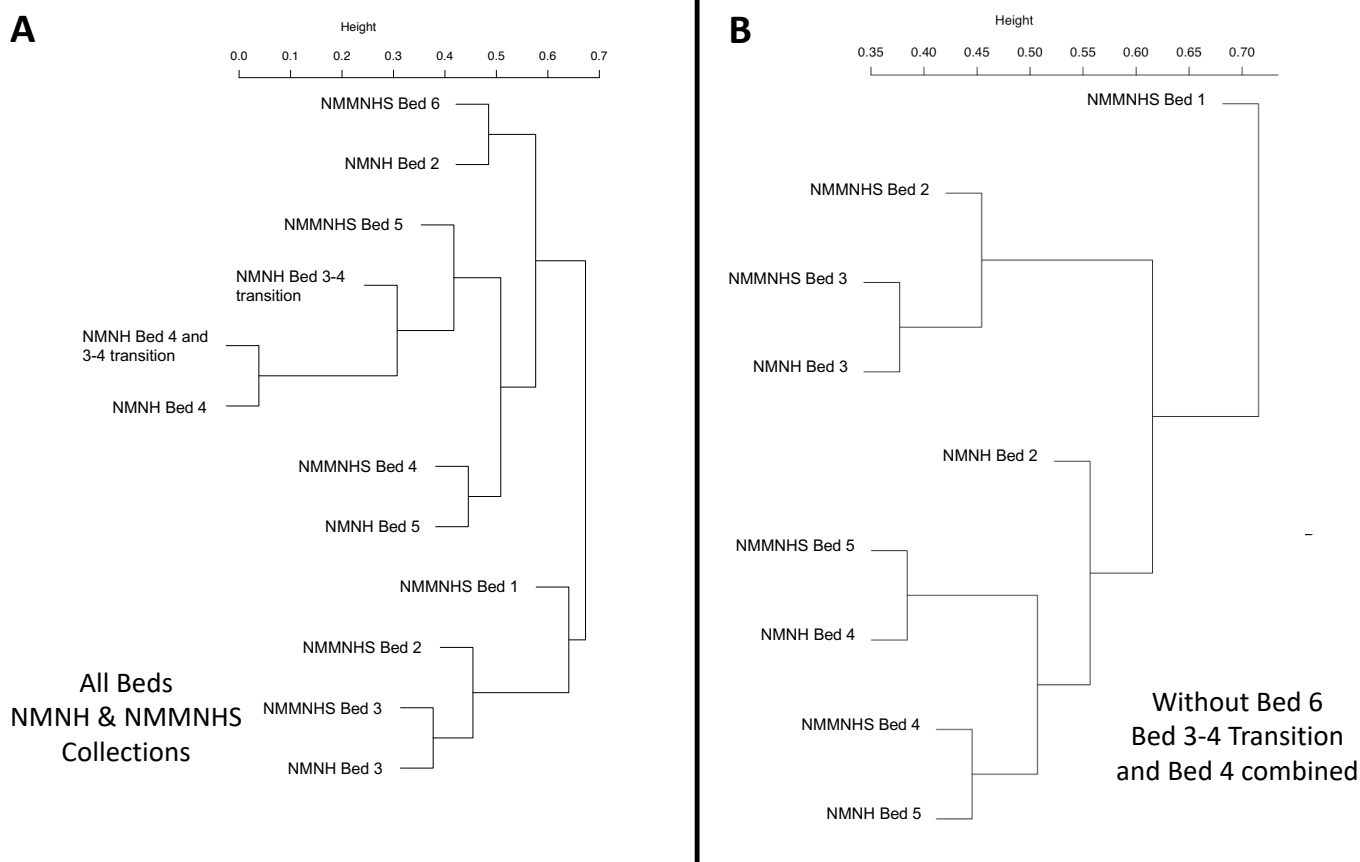 A
Height
0.0 0.1 0.2 0.3 0.4 0.5 0.6 0.7
NMMNHS Bed 6
NMNH Bed 2
NMMNHS Bed 5
NMNH Bed 3-4
transition
NMNH Bed 4 and
3-4 transition
NMNH Bed 4
NMMNHS Bed 4
NMNH Bed 5
NMMNHS Bed 1
NMMNHS Bed 2
NMMNHS Bed 3
NMNH Bed 3
All Beds
NMNH & NMMNHS
Collections
B
Height
0.35 0.40 0.45 0.50 0.55 0.60 0.65 0.70
NMMNHS Bed 1
NMMNHS Bed 2
NMMNHS Bed 3
NMNH Bed 3
NMNH Bed 2
NMMNHS Bed 5
NMNH Bed 4
NMMNHS Bed 4
NMNH Bed 5
Without Bed 6
Bed 3-4 Transition
and Bed 4 combined